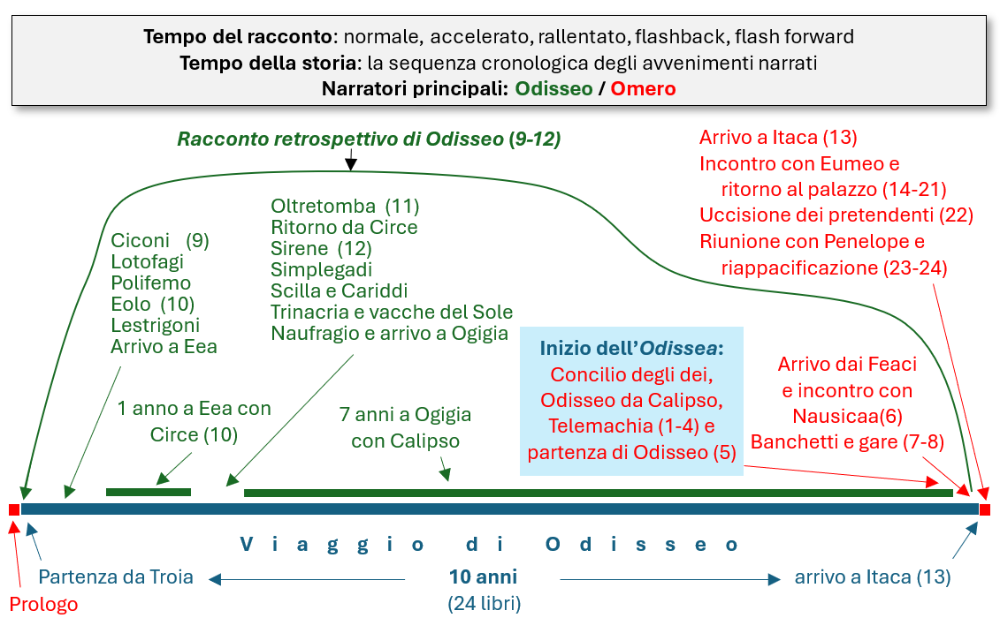 Tempo del racconto: normale, accelerato, rallentato, flashback, flash forward
Tempo della storia: la sequenza cronologica degli avvenimenti narrati
Narratori principali: Odisseo / Omero
Racconto retrospettivo di Odisseo (9-12)
Arrivo a Itaca (13)
Incontro con Eumeo e
ritorno al palazzo (14-21)
Uccisione dei pretendenti (22)
Riunione con Penelope e
riappacificazione (23-24)
Ciconi (9)
Lotofagi
Polifemo
Eolo (10)
Lestrigoni
Arrivo a Eea
Oltretomba (11)
Ritorno da Circe
Sirene (12)
Simplegadi
Scilla e Cariddi
Trinacria e vacche del Sole
Naufragio e arrivo a Ogigia
1 anno a Eea con
Circe (10)
7 anni a Ogigia
con Calipso
Inizio dell’Odissea:
Concilio degli dei,
Odisseo da Calipso,
Telemachia (1-4) e
partenza di Odisseo (5)
Arrivo dai Feaci
e incontro con
Nausicaa(6)
Banchetti e gare (7-8)
Viaggio di Odisseo
Partenza da Troia
10 anni
(24 libri)
arrivo a Itaca (13)
Prologo